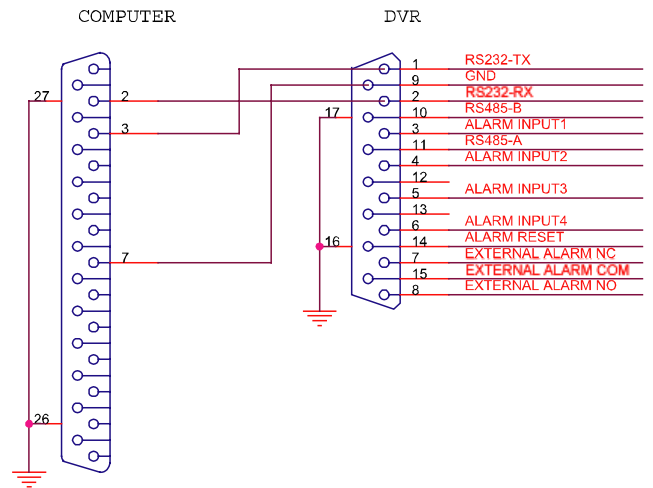 COMPUTER DVR
1 RS232-TX
9 GND
27 2 2 RS232-RX
17 10 RS485-B
3 3 ALARM INPUT1
11 RS485-A
4 ALARM INPUT2
12
5 ALARM INPUT3
13
6 ALARM INPUT4
16 14 ALARM RESET
7 7 EXTERNAL ALARM NC
15 EXTERNAL ALARM COM
8 EXTERNAL ALARM NO
26